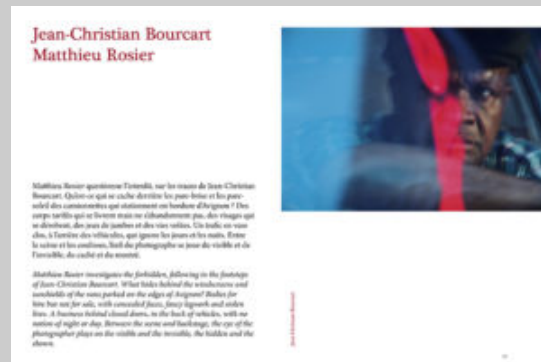 Jean-Christian Bourcart
Matthieu Rosier
Matthieu Rosier questionne l'interdit, sur les traces de Jean-Christian
Bourcart. Qu'est-ce qui se cache derrière les pare-brise et les pare-
soleil des camionnettes qui stationnent en bordure d'Avignon ? Des
corps tarifés qui se livrent mais ne s'abandonnent pas, des visages qui
se dérobent, des jeux de jambes et des vies volées. Un trafic en vase
clos, à l'arrière des véhicules, qui ignore les jours et les nuits. Entre
la scène et les coulisses, l'œil du photographe se joue du visible et de
l'invisible, du caché et du montré.
Matthieu Rosier investigates the forbidden, following in the footsteps
of Jean-Christian Bourcart. What hides behind the windscreens and
sunshields of the vans parked on the edges of Avignon? Bodies for
hire but not for sale, with concealed faces, fancy legwork and stolen
lives. A business behind closed doors, in the back of vehicles, with no
notion of night or day. Between the scene and backstage, the eye of the
photographer plays on the visible and the invisible, the hidden and the
shown.
Jean-Christian Bourcart